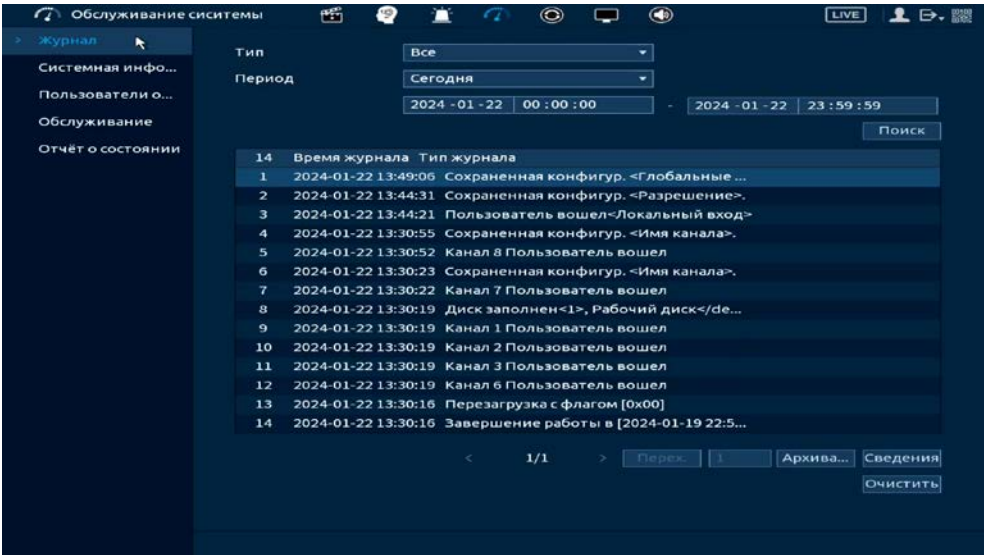 Обслуживание сиситемы LIVE
> Журнал
Системная инфо...
Пользователи о...
Обслуживание
Отчёт о состоянии
Тип Все
Период Сегодня
2024 -01 -22 00 : 00 : 00 - 2024 -01 -22 23 : 59 : 59
Поиск
14 Время журнала Тип журнала
1 2024-01-22 13:49:06 Сохраненная конфигур. <Глобальные ...
2 2024-01-22 13:44:31 Сохраненная конфигур. <Разрешение>.
3 2024-01-22 13:44:21 Пользователь вошел<Локальный вход>
4 2024-01-22 13:30:55 Сохраненная конфигур. <Имя канала>.
5 2024-01-22 13:30:52 Канал 8 Пользователь вошел
6 2024-01-22 13:30:23 Сохраненная конфигур. <Имя канала>.
7 2024-01-22 13:30:22 Канал 7 Пользователь вошел
8 2024-01-22 13:30:19 Диск заполнен<1>, Рабочий диск</de...
9 2024-01-22 13:30:19 Канал 1 Пользователь вошел
10 2024-01-22 13:30:19 Канал 2 Пользователь вошел
11 2024-01-22 13:30:19 Канал 3 Пользователь вошел
12 2024-01-22 13:30:19 Канал 6 Пользователь вошел
13 2024-01-22 13:30:16 Перезагрузка с флагом [0x00]
14 2024-01-22 13:30:16 Завершение работы в [2024-01-19 22:5...
< 1/1 > Перех. 1 Архива... Сведения
Очистить